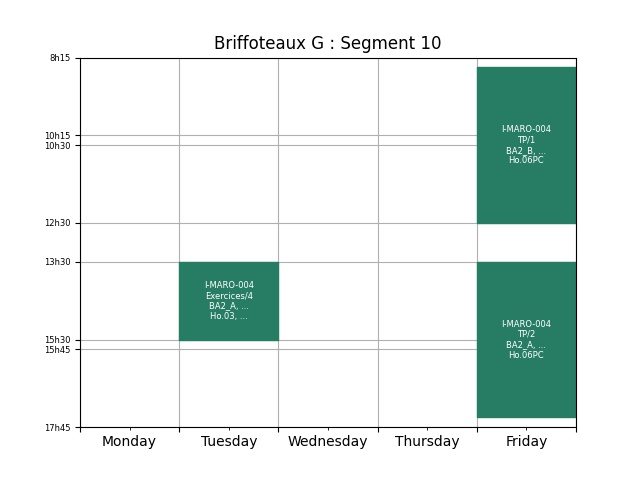 Briffoteaux G : Segment 10
8h15
10h15
10h30
12h30
13h30
15h30
15h45
17h45
I-MARO-004
TP/1
BA2_B, ...
Ho.06PC
I-MARO-004
Exercices/4
BA2_A, ...
Ho.03, ...
I-MARO-004
TP/2
BA2_A, ...
Ho.06PC
Monday
Tuesday
Wednesday
Thursday
Friday